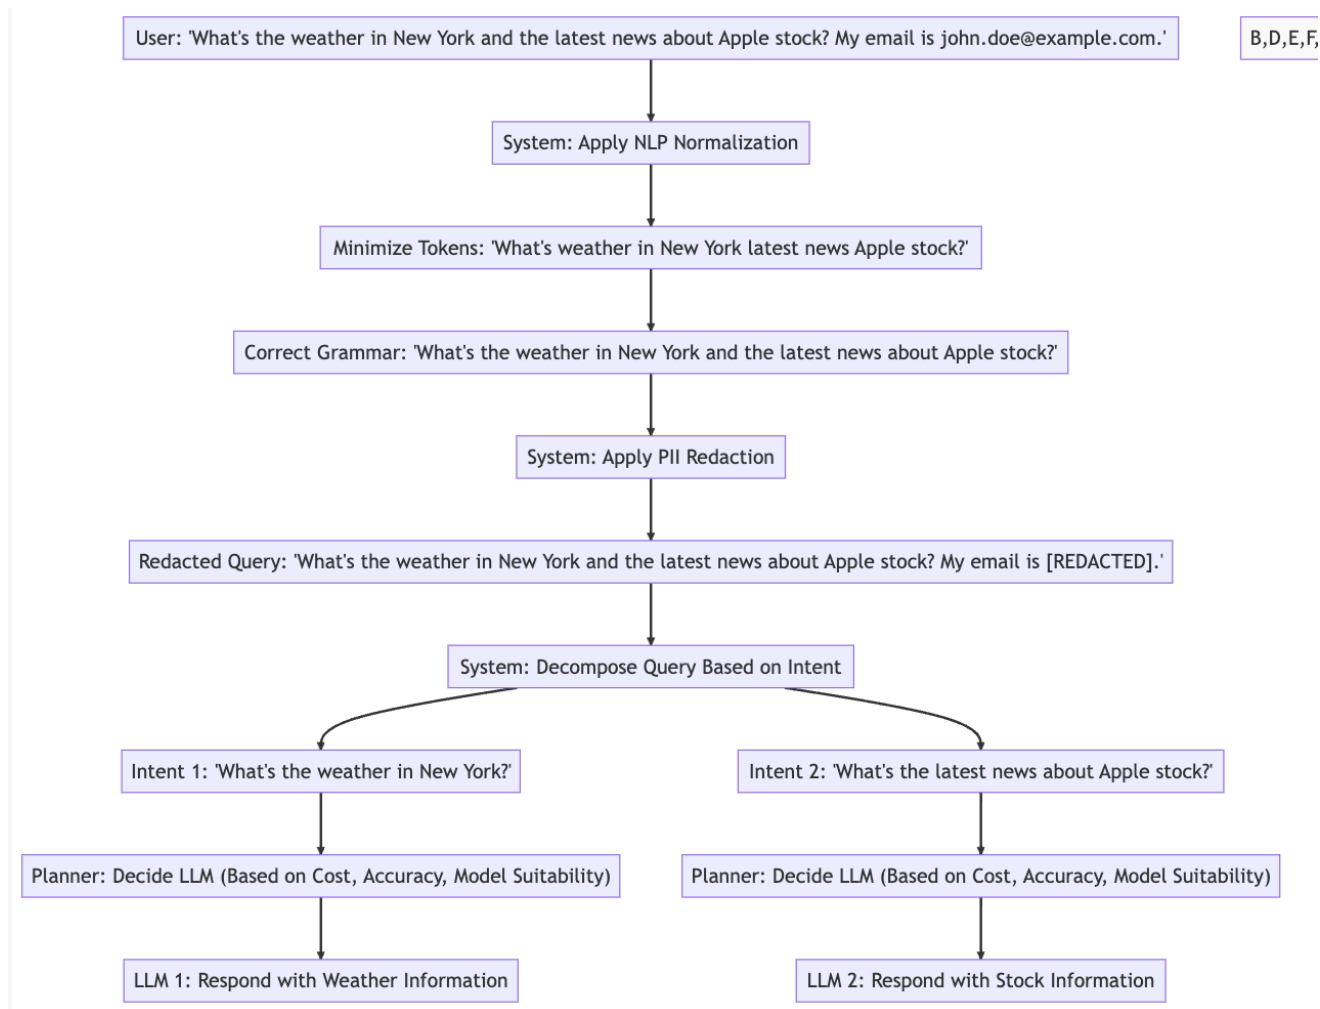 User: 'What's the weather in New York and the latest news about Apple stock? My email is john.doe@example.com.'
B,D,E,F,
System: Apply NLP Normalization
Minimize Tokens: 'What's weather in New York latest news Apple stock?'
Correct Grammar: 'What's the weather in New York and the latest news about Apple stock?'
System: Apply PII Redaction
Redacted Query: 'What's the weather in New York and the latest news about Apple stock? My email is [REDACTED].'
System: Decompose Query Based on Intent
Intent 1: 'What's the weather in New York?'
Intent 2: 'What's the latest news about Apple stock?'
Planner: Decide LLM (Based on Cost, Accuracy, Model Suitability)
Planner: Decide LLM (Based on Cost, Accuracy, Model Suitability)
LLM 1: Respond with Weather Information
LLM 2: Respond with Stock Information